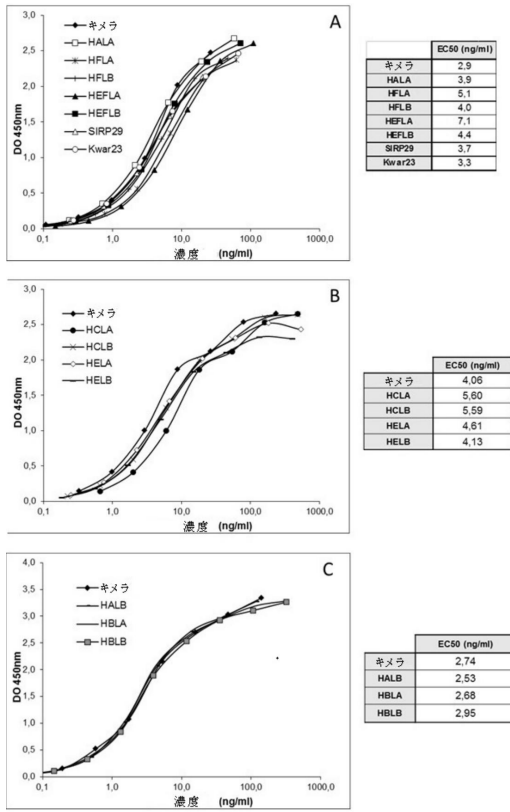 A
3,0
2,5
2,0
1,5
1,0
0,5
0,0
DO 450nm
キメラ
HALA
HFLA
HFLB
HEFLA
HEFLB
SIRP29
Kwar23
0,1 1,0 10,0 100,0 1000,0
濃度 (ng/ml)
EC50 (ng/ml)
キメラ 2,9
HALA 3,9
HFLA 5,1
HFLB 4,0
HEFLA 7,1
HEFLB 4,4
SIRP29 3,7
Kwar23 3,3
B
3,0
2,5
2,0
1,5
1,0
0,5
0,0
DO 450nm
キメラ
HCLA
HCLB
HELA
HELB
0,1 1,0 10,0 100,0 1000,0
濃度 (ng/ml)
EC50 (ng/ml)
キメラ 4,06
HCLA 5,60
HCLB 5,59
HELA 4,61
HELB 4,13
C
4,0
3,5
3,0
2,5
2,0
1,5
1,0
0,5
0,0
DO 450nm
キメラ
HALB
HBLA
HBLB
0,1 1,0 10,0 100,0 1000,0
濃度 (ng/ml)
EC50 (ng/ml)
キメラ 2,74
HALB 2,53
HBLA 2,68
HBLB 2,95